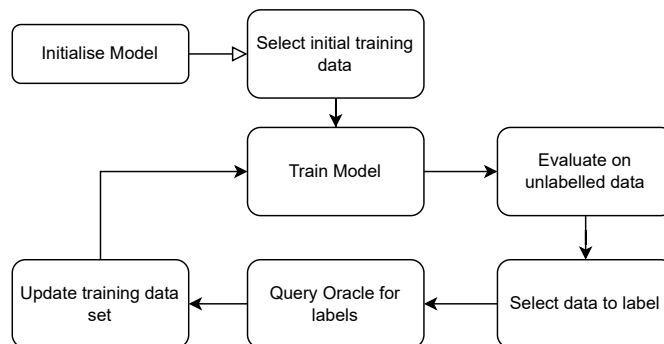 Initialise Model
Select initial training
data
Train Model
Evaluate on
unlabelled data
Select data to label
Query Oracle for
labels
Update training data
set